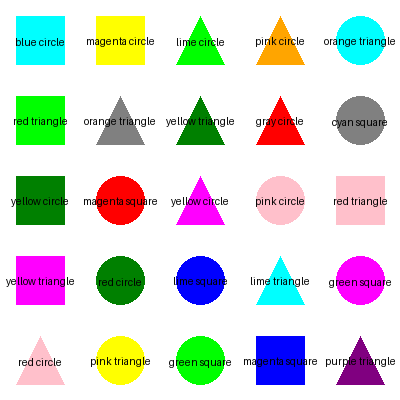 blue circle
magenta circle
lime circle
pink circle
orange triangle
red triangle
orange triangle
yellow triangle
gray circle
cyan square
yellow circle
magenta square
yellow circle
pink circle
red triangle
yellow triangle
red circle
lime square
lime triangle
green square
red circle
pink triangle
green square
magenta square
purple triangle